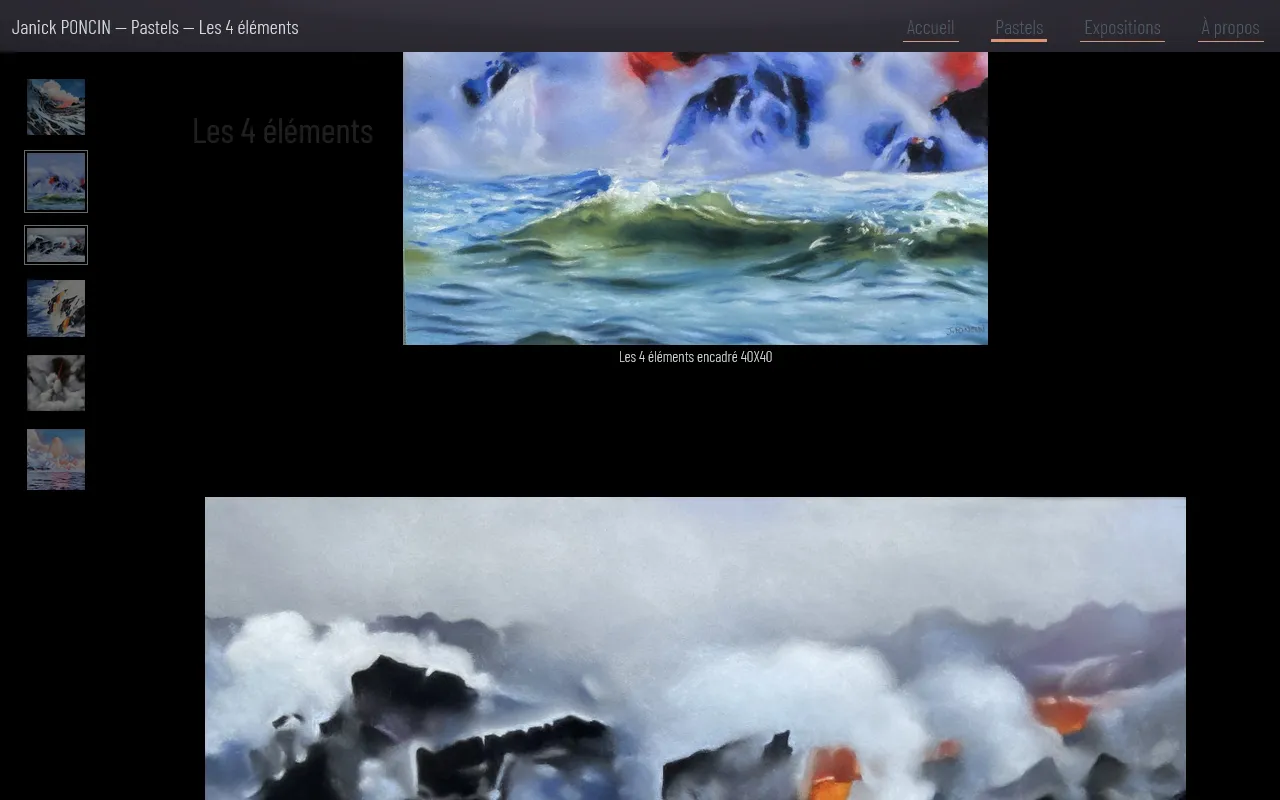 Janick PONCIN — Pastels — Les 4 éléments
Accueil
Pastels
Expositions
À propos
Les 4 éléments
Les 4 éléments encadré 40X40